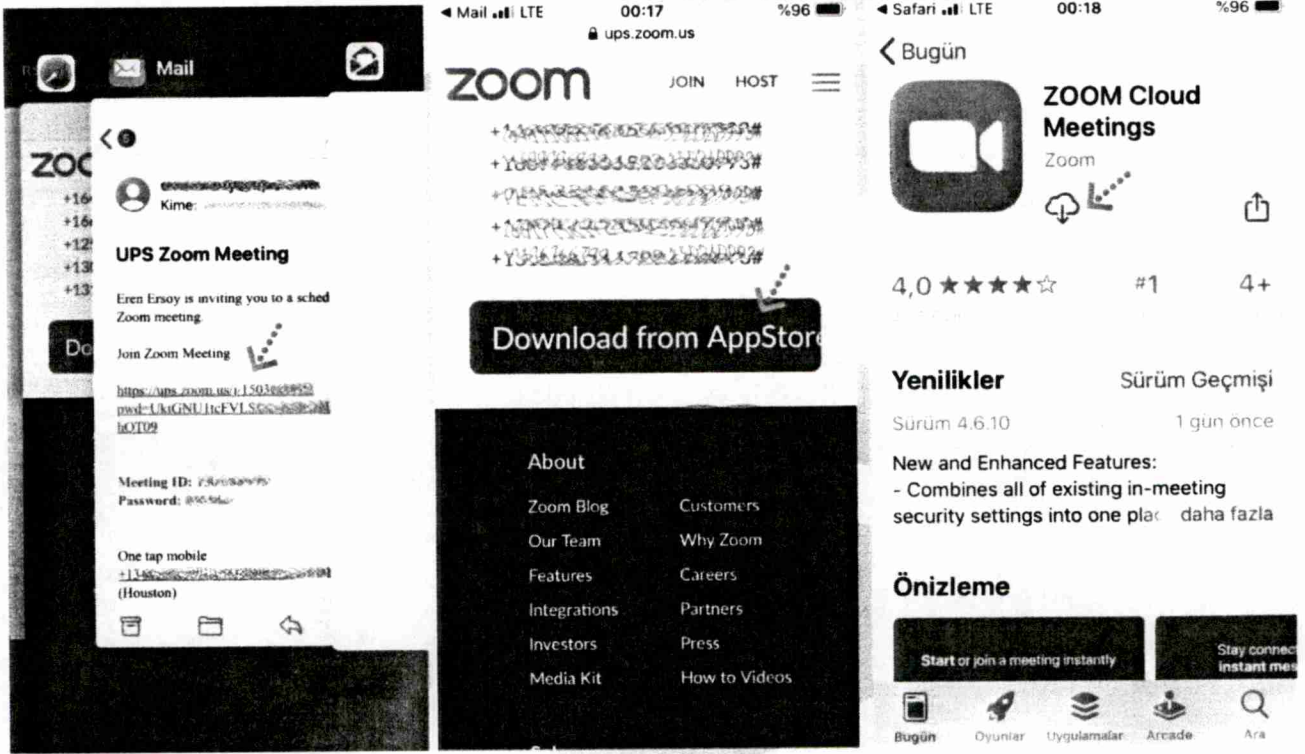 Mail
ZOO
+16
+16
+12
+130
+13
Do
Kime:
UPS Zoom Meeting
Eren Ersoy is inviting you to a sched
Zoom meeting.
Join Zoom Meeting
https://ups.zoom.us/j/1503
pwd=UktGNU1tcFVLS
hOT09
Meeting ID:
Password:
One tap mobile
(Houston)
◄ Mail LTE 00:17 %96
ups.zoom.us
zoom JOIN HOST
Download from AppStore
About
Zoom Blog Customers
Our Team Why Zoom
Features Careers
Integrations Partners
Investors Press
Media Kit How to Videos
◄ Safari LTE 00:18 %96
Bugün
ZOOM Cloud
Meetings
Zoom
4,0 ★★★★☆ #1 4+
Yenilikler Sürüm Geçmişi
Sürüm 4.6.10 1 gün önce
New and Enhanced Features:
- Combines all of existing in-meeting
security settings into one plac daha fazla
Önizleme
Start or join a meeting instantly
Stay connect
instant mes
Bugün Oyunlar Uygulamalar Arcade Ara